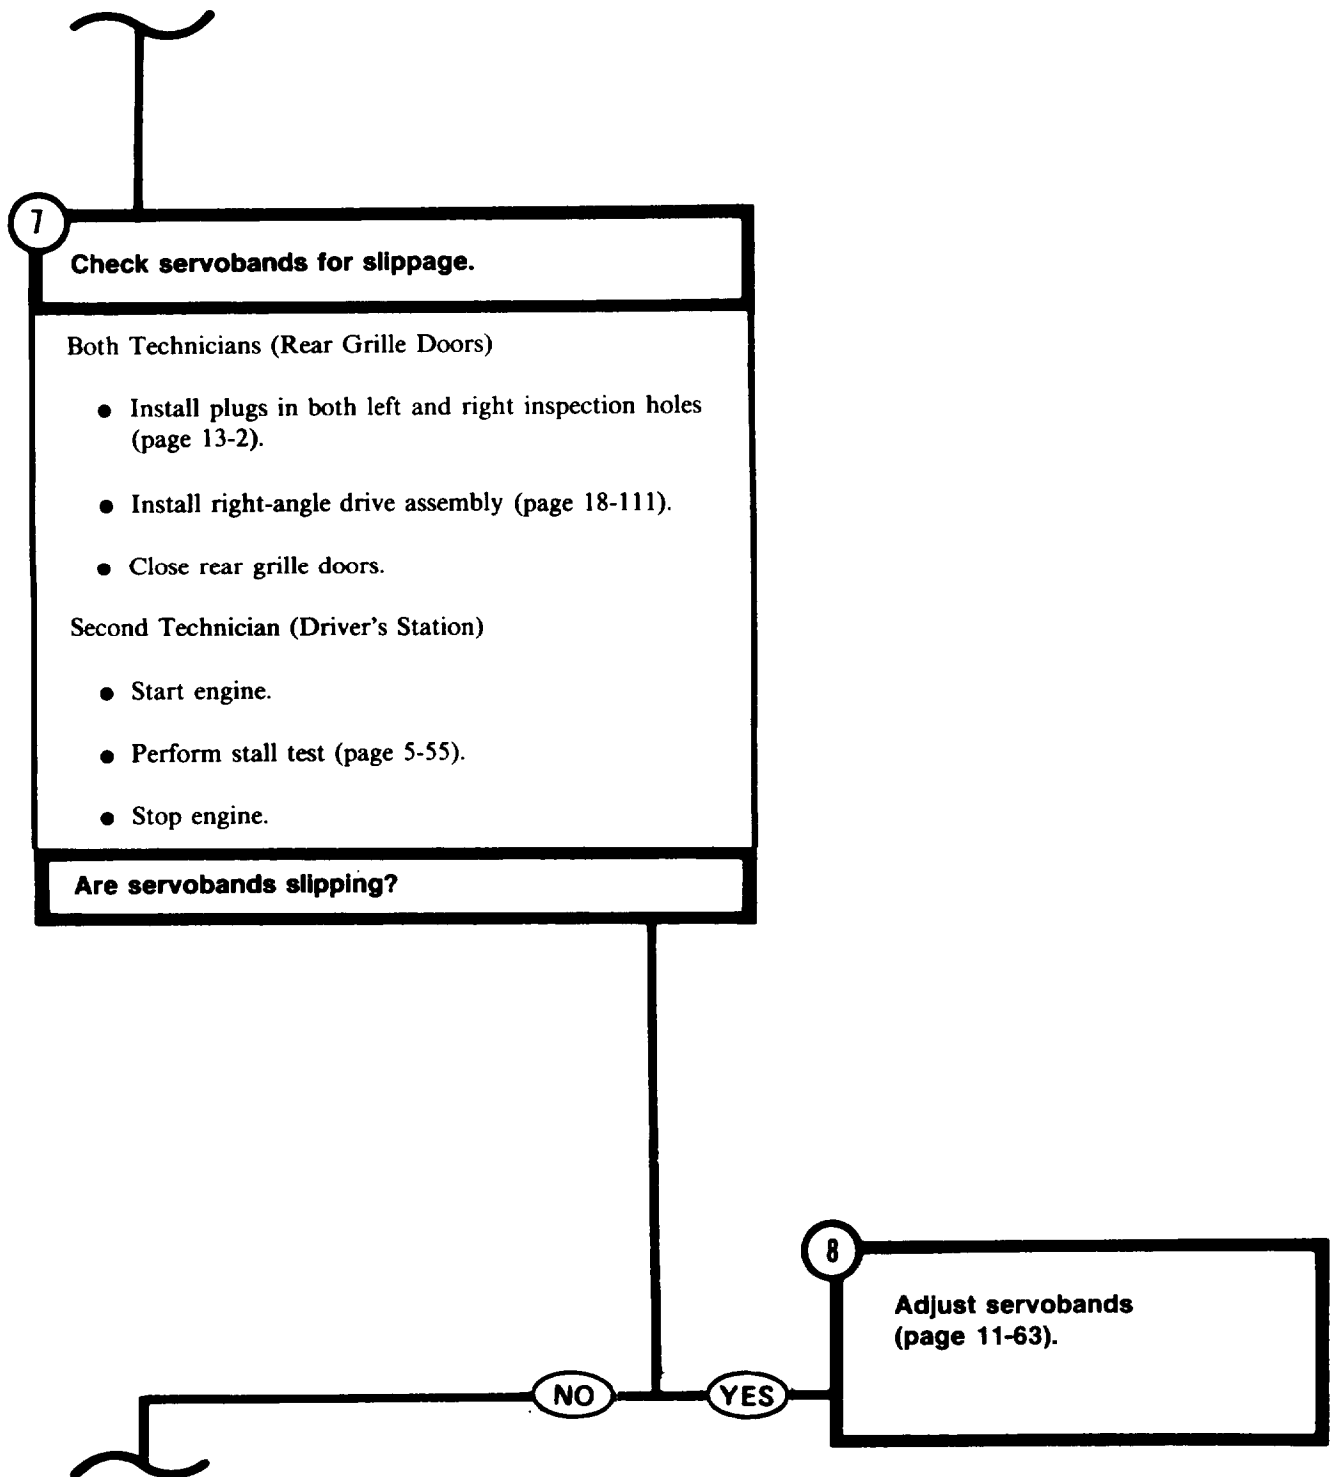 7
Check servobands for slippage.
Both Technicians (Rear Grille Doors)
● Install plugs in both left and right inspection holes
(page 13-2).
● Install right-angle drive assembly (page 18-111).
● Close rear grille doors.
Second Technician (Driver's Station)
● Start engine.
● Perform stall test (page 5-55).
● Stop engine.
Are servobands slipping?
8
Adjust servobands
(page 11-63).
NO
YES